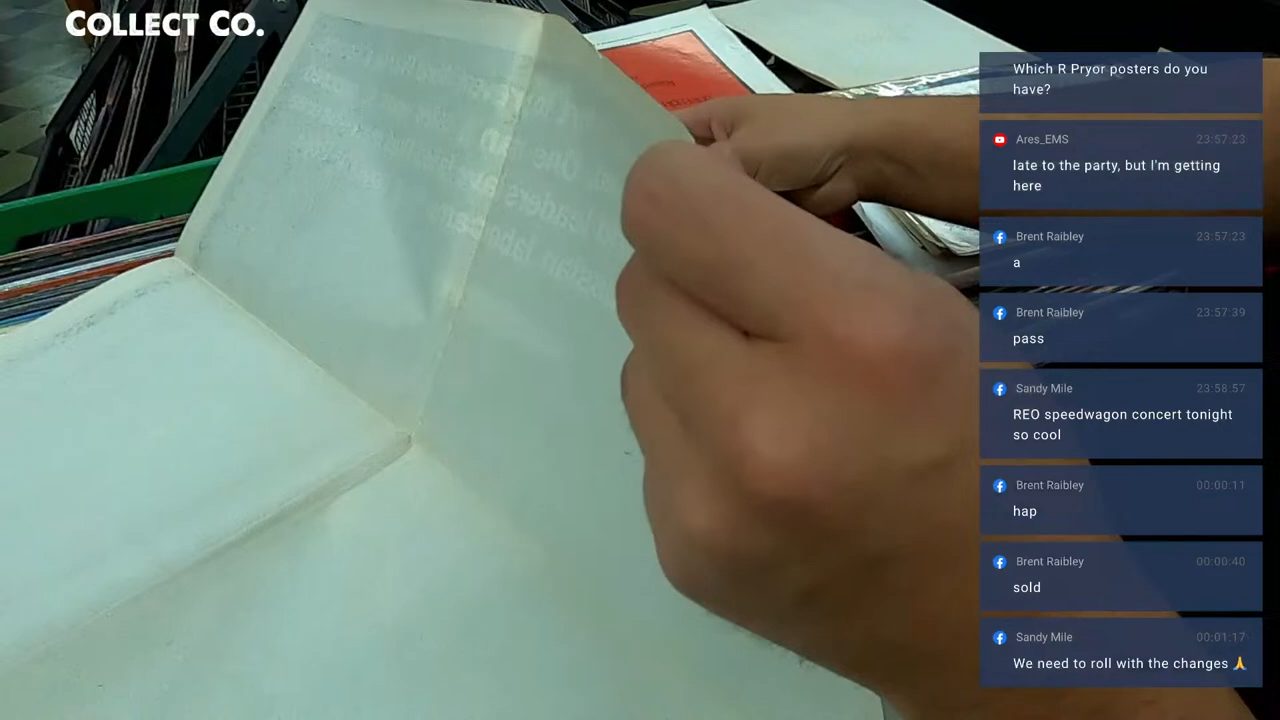 COLLECT CO.
Which R Pryor posters do you
have?
Ares_EMS 23:57:23
late to the party, but I'm getting
here
Brent Raibley 23:57:23
a
Brent Raibley 23:57:39
pass
Sandy Mile 23:58:57
REO speedwagon concert tonight
so cool
Brent Raibley 00:00:11
hap
Brent Raibley 00:00:40
sold
Sandy Mile 00:01:17
We need to roll with the changes 🙏